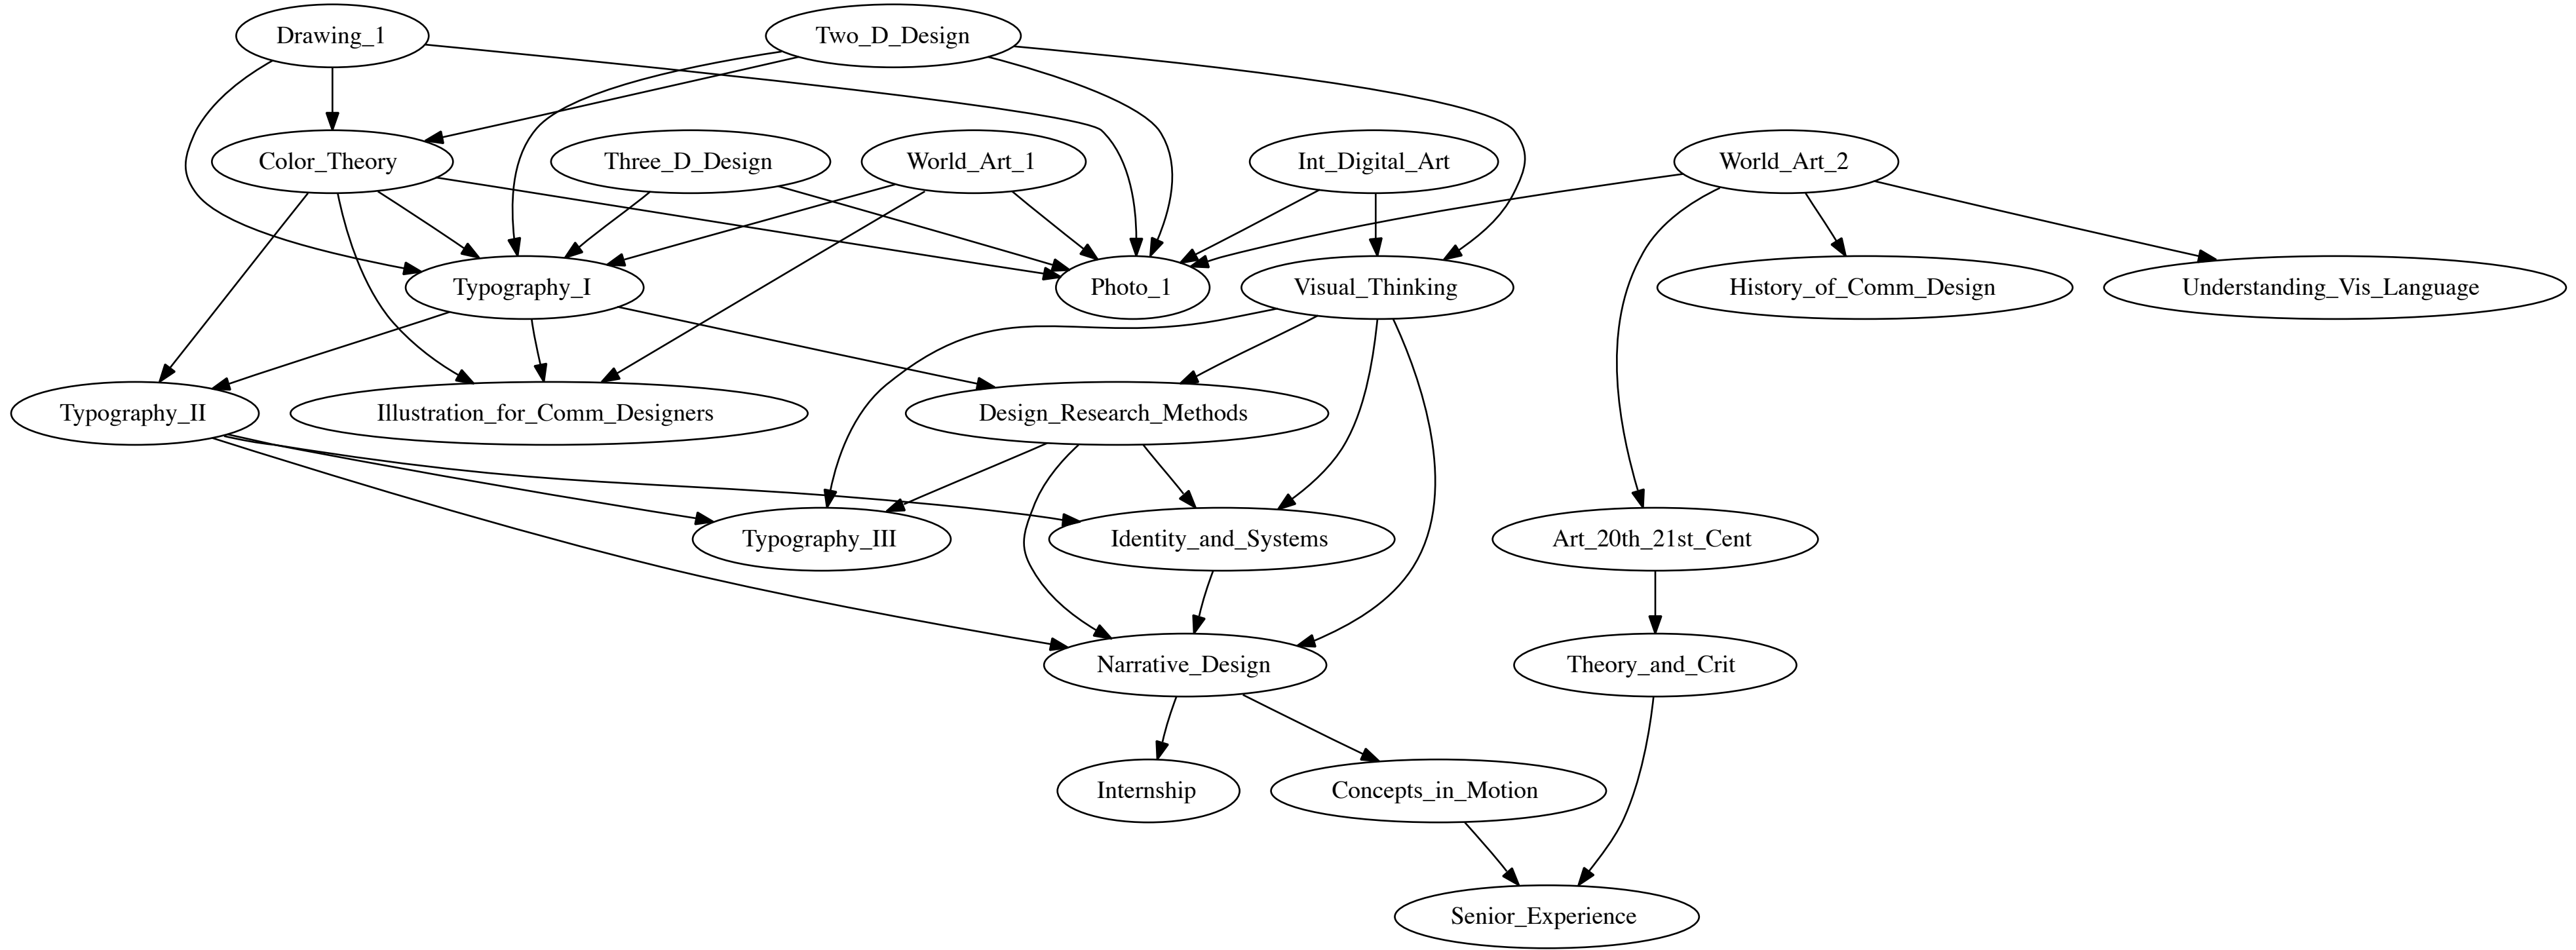 Drawing_1
Two_D_Design
Color_Theory
Three_D_Design
World_Art_1
Int_Digital_Art
World_Art_2
Typography_I
Photo_1
Visual_Thinking
History_of_Comm_Design
Understanding_Vis_Language
Typography_II
Illustration_for_Comm_Designers
Design_Research_Methods
Typography_III
Identity_and_Systems
Art_20th_21st_Cent
Narrative_Design
Theory_and_Crit
Internship
Concepts_in_Motion
Senior_Experience